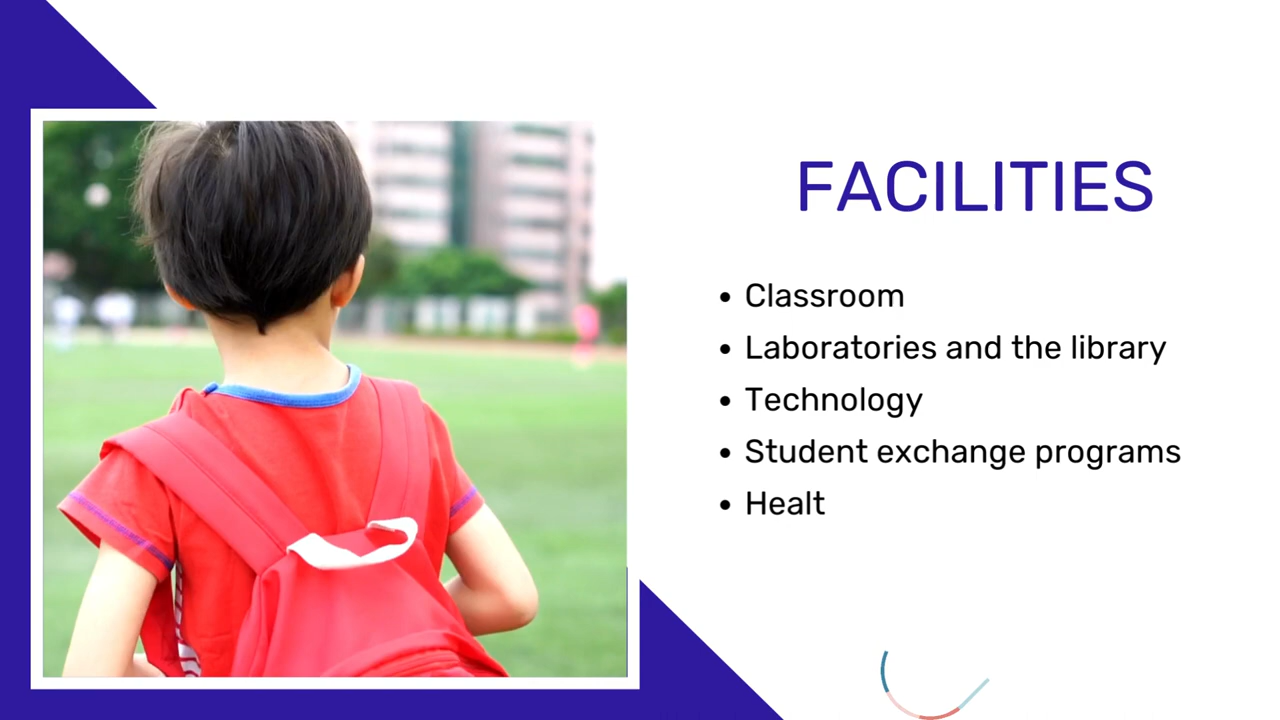 FACILITIES
• Classroom
• Laboratories and the library
• Technology
• Student exchange programs
• Healt